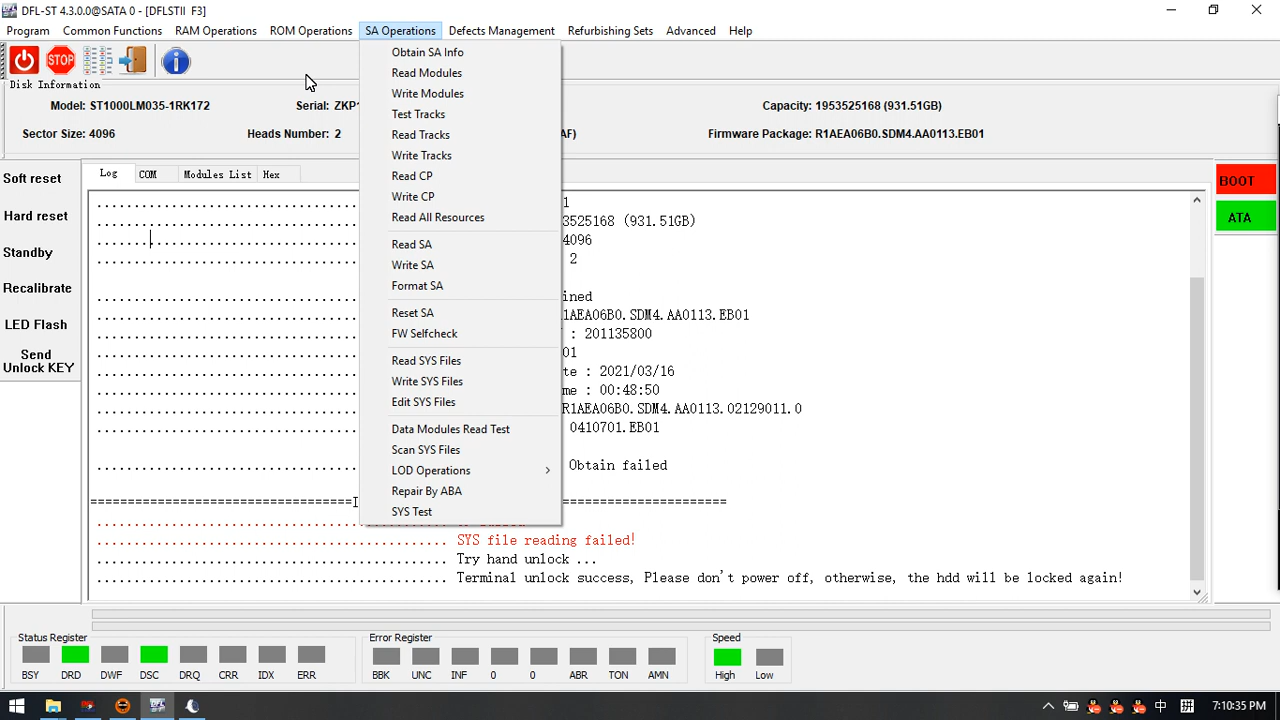 DFL-ST 4.3.0.0@SATA 0 - [DFLSTII F3]
Program Common Functions RAM Operations ROM Operations SA Operations Defects Management Refurbishing Sets Advanced Help
STOP
Disk Information
Model: ST1000LM035-1RK172 Serial: ZKP1 Capacity: 1953525168 (931.51GB)
Sector Size: 4096 Heads Number: 2 AF) Firmware Package: R1AEA06B0.SDM4.AA0113.EB01
Obtain SA Info
Read Modules
Write Modules
Test Tracks
Read Tracks
Write Tracks
Read CP
Write CP
Read All Resources
Read SA
Write SA
Format SA
Reset SA
FW Selfcheck
Read SYS Files
Write SYS Files
Edit SYS Files
Data Modules Read Test
Scan SYS Files
LOD Operations
Repair By ABA
SYS Test
Soft reset
Hard reset
Standby
Recalibrate
LED Flash
Send
Unlock KEY
Log COM Modules List Hex
1
3525168 (931.51GB)
4096
2
ined
R1AEA06B0.SDM4.AA0113.EB01
: 201135800
01
te : 2021/03/16
me : 00:48:50
R1AEA06B0.SDM4.AA0113.02129011.0
0410701.EB01
Obtain failed
SYS file reading failed!
Try hand unlock ...
Terminal unlock success, Please don't power off, otherwise, the hdd will be locked again!
BOOT
ATA
Status Register
BSY DRD DWF DSC DRQ CRR IDX ERR
Error Register
BBK UNC INF 0 0 ABR TON AMN
Speed
High Low
中 拼 7:10:35 PM